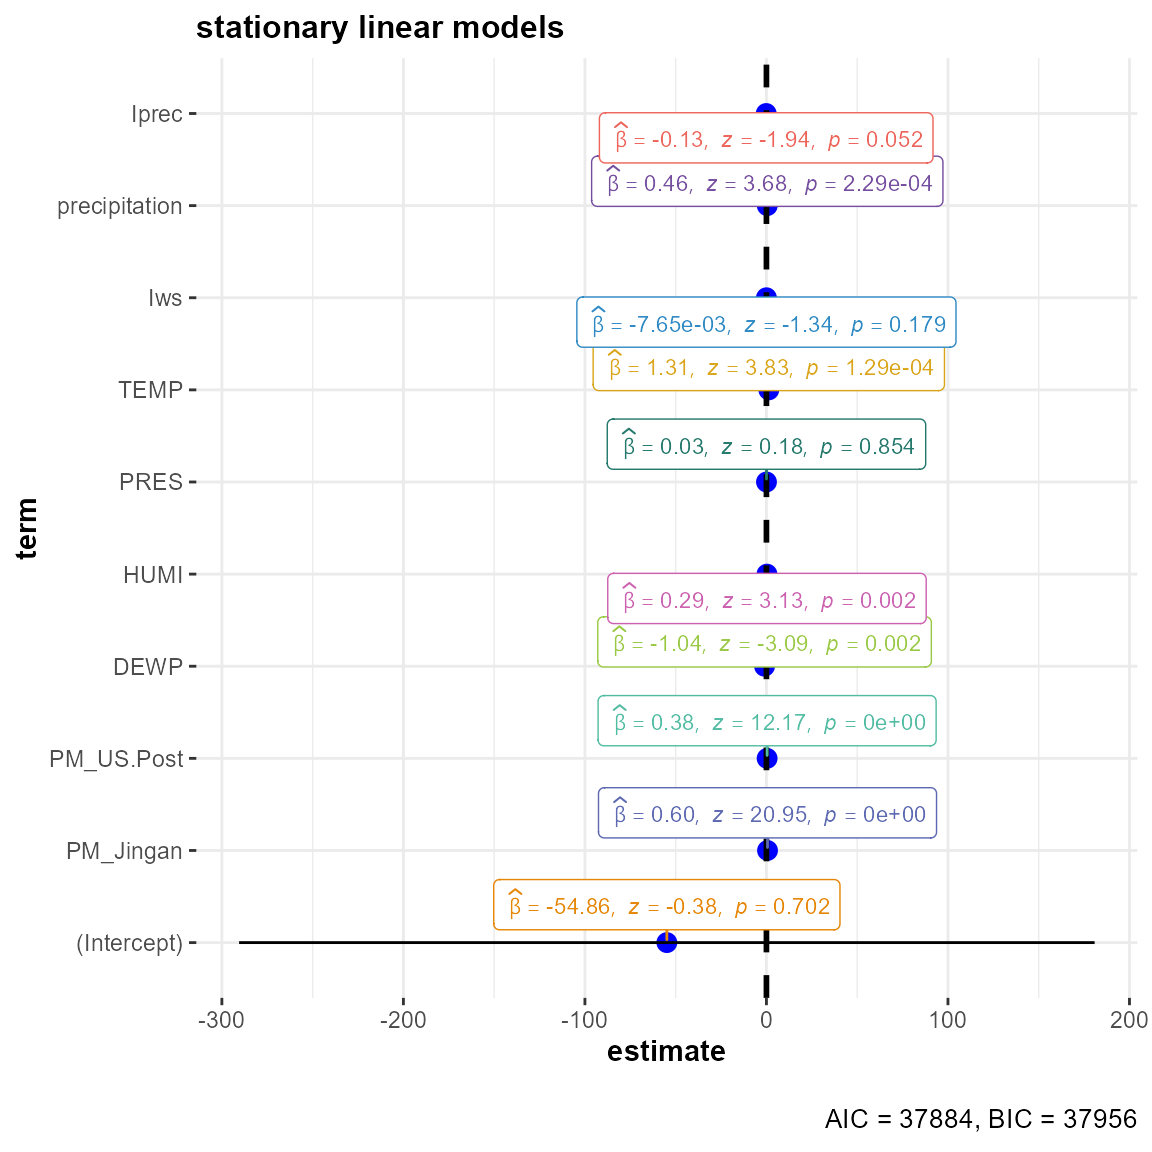 stationary linear models
Iprec
β̂ = -0.13, z = -1.94, p = 0.052
β̂ = 0.46, z = 3.68, p = 2.29e-04
precipitation
Iws
β̂ = -7.65e-03, z = -1.34, p = 0.179
β̂ = 1.31, z = 3.83, p = 1.29e-04
TEMP
β̂ = 0.03, z = 0.18, p = 0.854
PRES
term
HUMI
β̂ = 0.29, z = 3.13, p = 0.002
β̂ = -1.04, z = -3.09, p = 0.002
DEWP
β̂ = 0.38, z = 12.17, p = 0e+00
PM_US.Post
β̂ = 0.60, z = 20.95, p = 0e+00
PM_Jingan
β̂ = -54.86, z = -0.38, p = 0.702
(Intercept)
-300 -200 -100 0 100 200
estimate
AIC = 37884, BIC = 37956